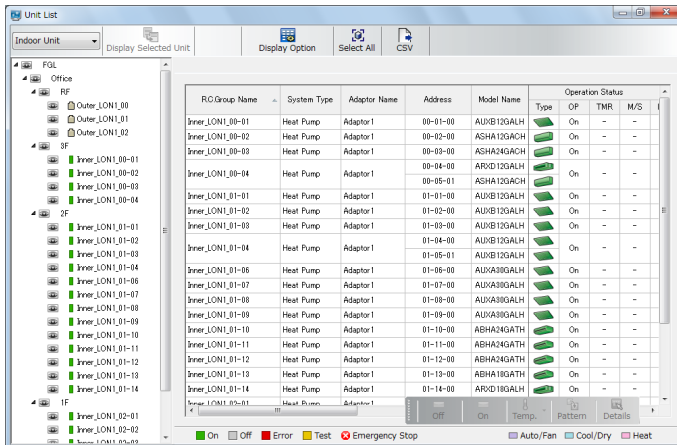 Unit List
Indoor Unit
Display Selected Unit
Display Option
Select All
CSV
FGL
Office
RF
Outer_LON1_00
Outer_LON1_01
Outer_LON1_02
3F
Inner_LON1_00-01
Inner_LON1_00-02
Inner_LON1_00-03
Inner_LON1_00-04
2F
Inner_LON1_01-01
Inner_LON1_01-02
Inner_LON1_01-03
Inner_LON1_01-04
Inner_LON1_01-06
Inner_LON1_01-07
Inner_LON1_01-08
Inner_LON1_01-09
Inner_LON1_01-10
Inner_LON1_01-11
Inner_LON1_01-12
Inner_LON1_01-13
Inner_LON1_01-14
1F
Inner_LON1_02-01
Inner_LON1_02-02
R.C.Group Name System Type Adaptor Name Address Model Name Operation Status
Type OP TMR M/S
Inner_LON1_00-01 Heat Pump Adaptor1 00-01-00 AUXB12GALH On - -
Inner_LON1_00-02 Heat Pump Adaptor1 00-02-00 ASHA12GACH On - -
Inner_LON1_00-03 Heat Pump Adaptor1 00-03-00 ASHA24GACH On - -
Inner_LON1_00-04 Heat Pump Adaptor1 00-04-00 ARXD12GALH On - -
00-05-01 ASHA12GACH
Inner_LON1_01-01 Heat Pump Adaptor1 01-01-00 AUXB12GALH On - -
Inner_LON1_01-02 Heat Pump Adaptor1 01-02-00 AUXB12GALH On - -
Inner_LON1_01-03 Heat Pump Adaptor1 01-03-00 AUXB12GALH On - -
Inner_LON1_01-04 Heat Pump Adaptor1 01-04-00 AUXB12GALH On - -
01-05-01 AUXB12GALH
Inner_LON1_01-06 Heat Pump Adaptor1 01-06-00 AUXA30GALH On - -
Inner_LON1_01-07 Heat Pump Adaptor1 01-07-00 AUXA30GALH On - -
Inner_LON1_01-08 Heat Pump Adaptor1 01-08-00 AUXA30GALH On - -
Inner_LON1_01-09 Heat Pump Adaptor1 01-09-00 AUXA30GALH On - -
Inner_LON1_01-10 Heat Pump Adaptor1 01-10-00 ABHA24GATH On - -
Inner_LON1_01-11 Heat Pump Adaptor1 01-11-00 ABHA24GATH On - -
Inner_LON1_01-12 Heat Pump Adaptor1 01-12-00 ABHA24GATH On - -
Inner_LON1_01-13 Heat Pump Adaptor1 01-13-00 ABHA18GATH On - -
Inner_LON1_01-14 Heat Pump Adaptor1 01-14-00 ARXD18GALH On - -
Inner_LON1_02-01 Heat Pump Adaptor1
Off On Temp. Pattern Details
On Off Error Test Emergency Stop Auto/Fan Cool/Dry Heat